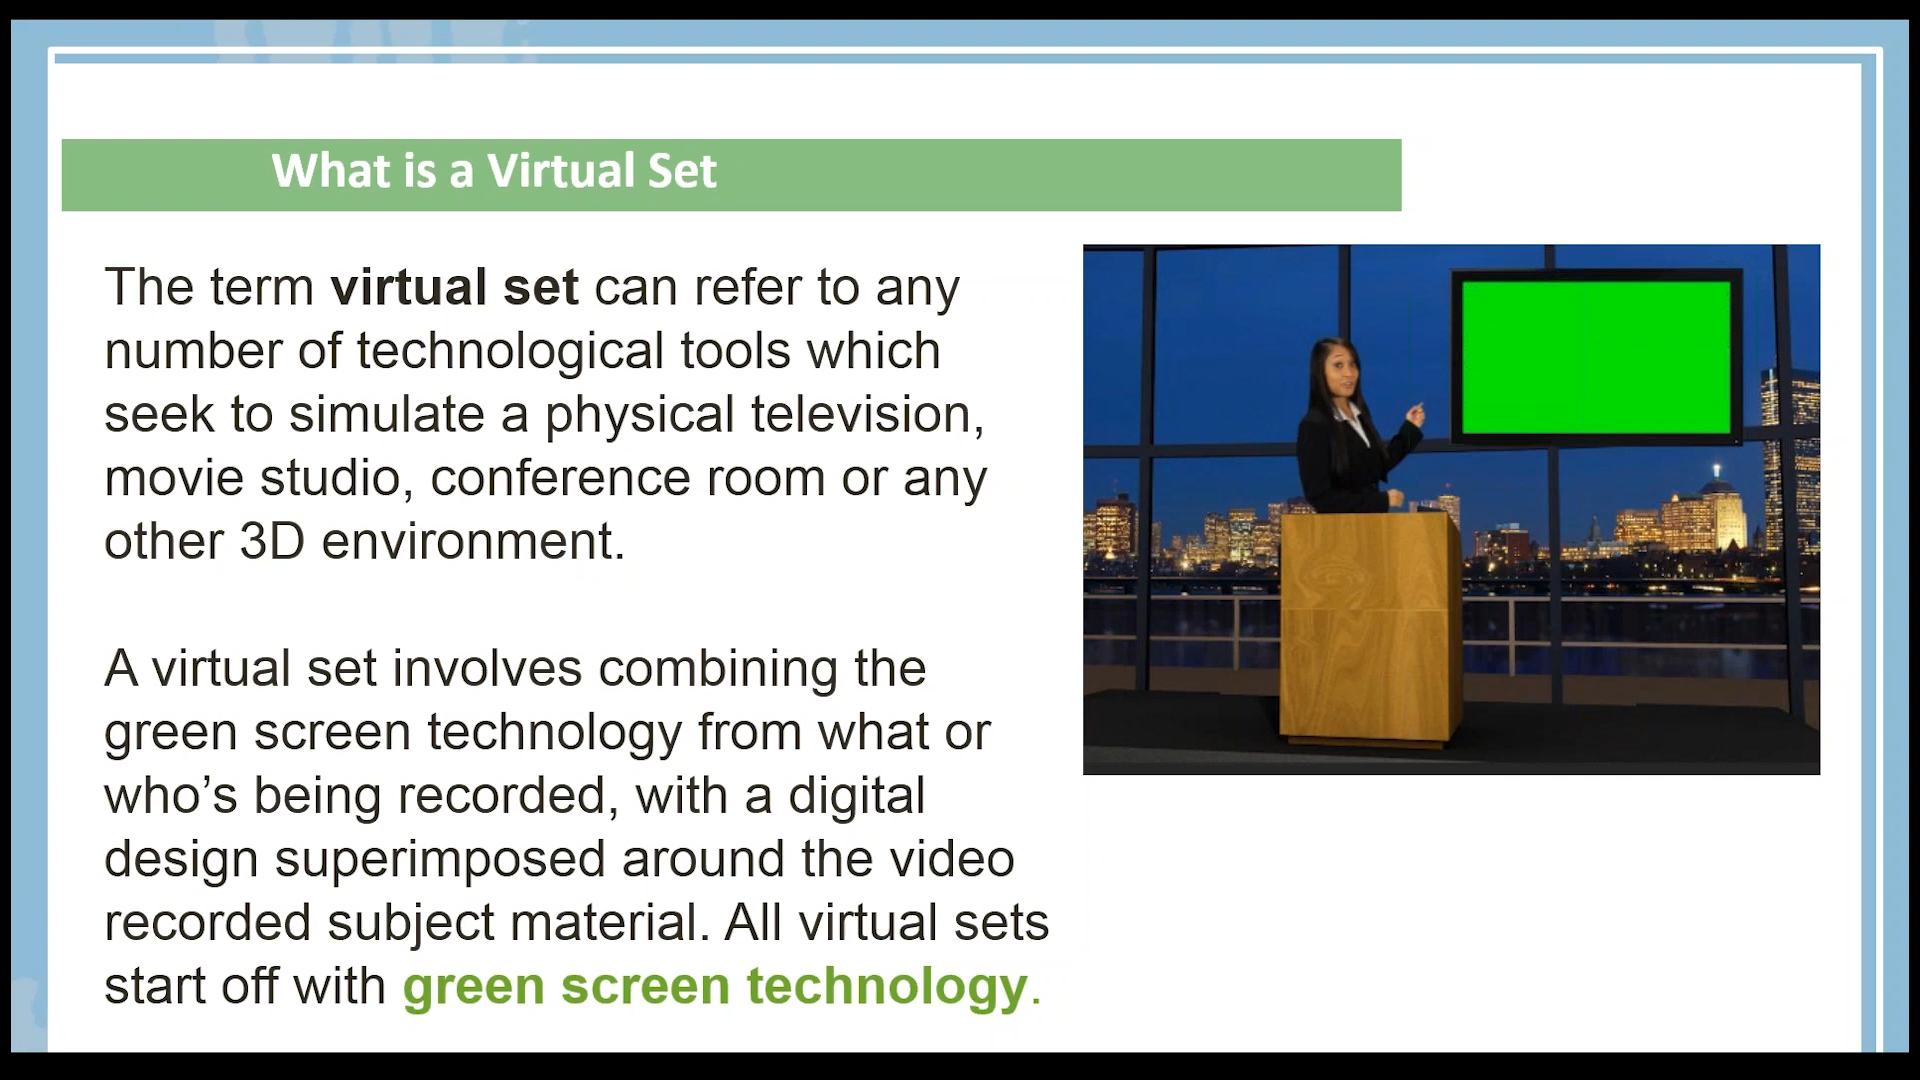 What is a Virtual Set
The term virtual set can refer to any
number of technological tools which
seek to simulate a physical television,
movie studio, conference room or any
other 3D environment.
A virtual set involves combining the
green screen technology from what or
who’s being recorded, with a digital
design superimposed around the video
recorded subject material. All virtual sets
start off with green screen technology.